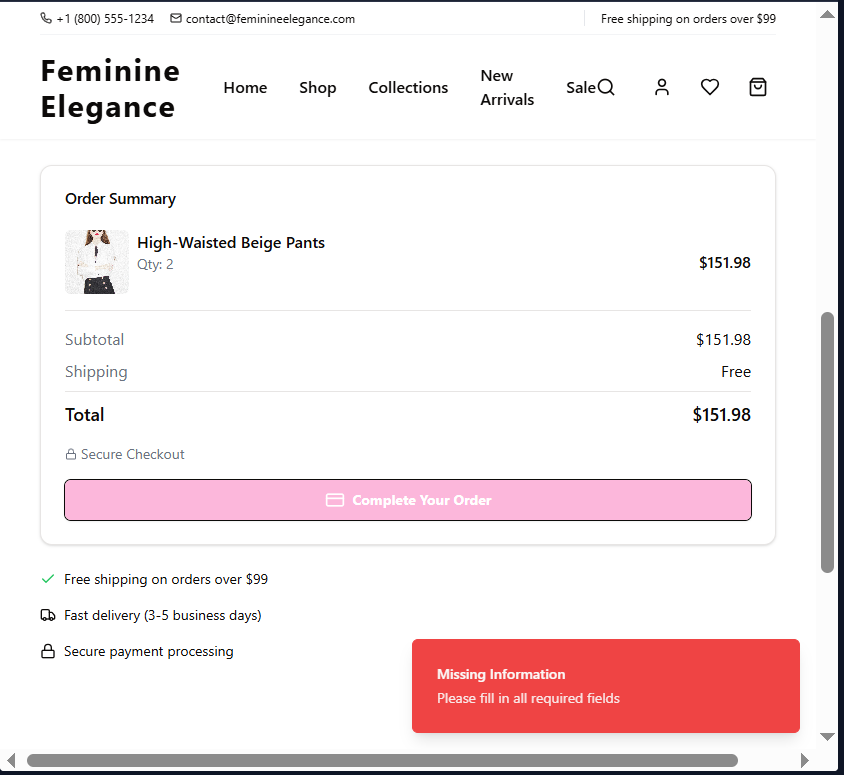 +1 (800) 555-1234 contact@feminineelegance.com Free shipping on orders over $99
Feminine
Elegance
Home Shop Collections New Arrivals Sale
Order Summary
High-Waisted Beige Pants
Qty: 2
$151.98
Subtotal $151.98
Shipping Free
Total $151.98
Secure Checkout
Complete Your Order
Free shipping on orders over $99
Fast delivery (3-5 business days)
Secure payment processing
Missing Information
Please fill in all required fields